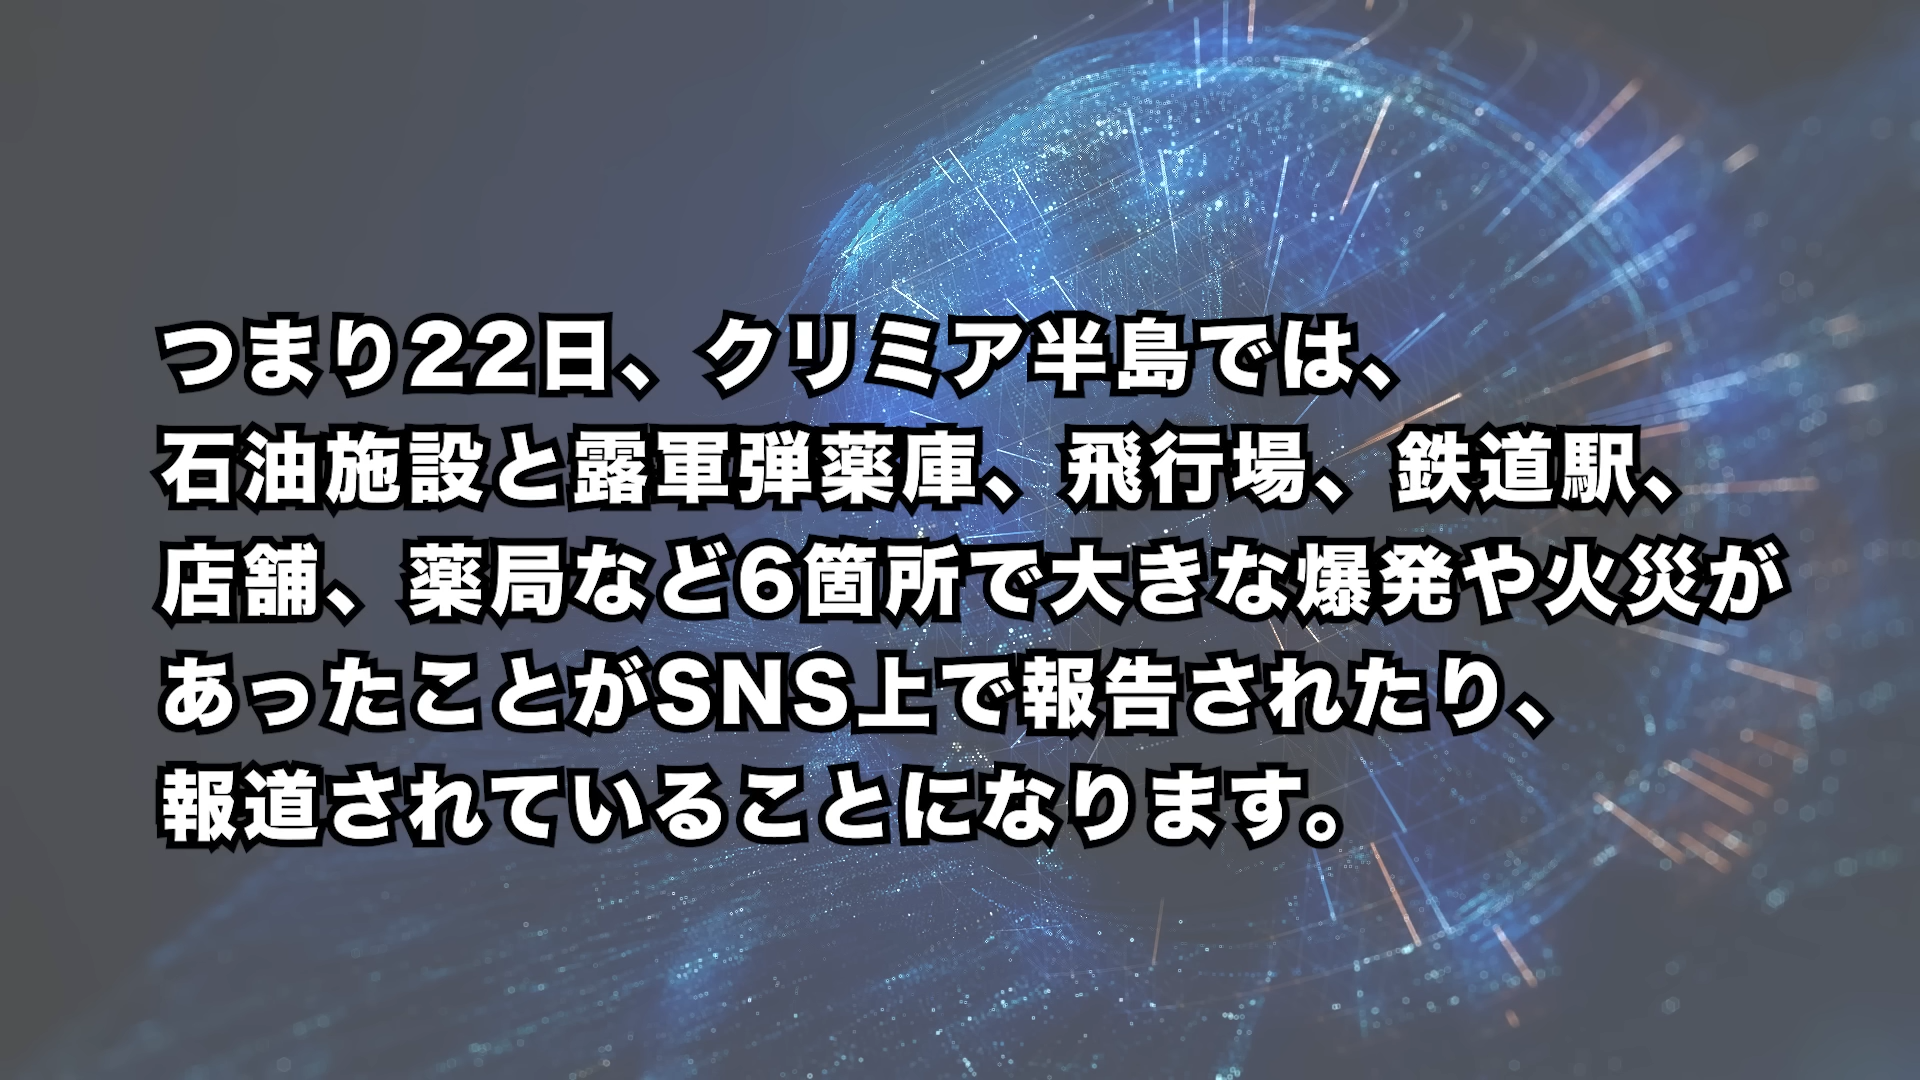 つまり22日、クリミア半島では、
石油施設と露軍弾薬庫、飛行場、鉄道駅、
店舗、薬局など6箇所で大きな爆発や火災が
あったことがSNS上で報告されたり、
報道されていることになります。